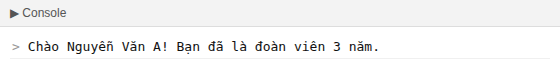 ▶ Console
> Chào Nguyễn Văn A! Bạn đã là đoàn viên 3 năm.